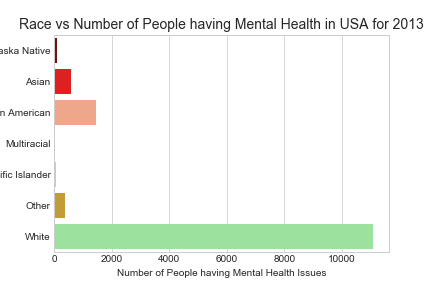 Race vs Number of People having Mental Health in USA for 2013
aska Native
Asian
n American
Multiracial
ific Islander
Other
White
0 2000 4000 6000 8000 10000
Number of People having Mental Health Issues